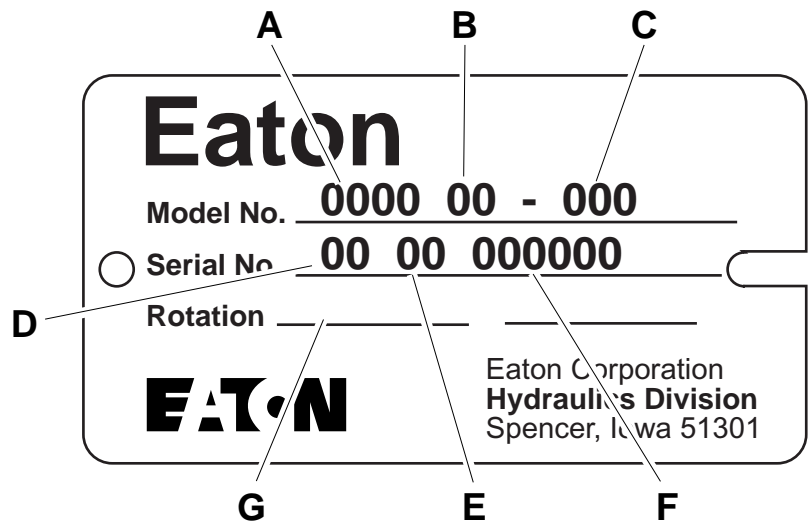 A B C
Eaton
Model No. 0000 00 - 000
Serial No. 00 00 000000
D
Rotation
EATON
Eaton Corporation
Hydraulics Division
Spencer, Iowa 51301
G E F